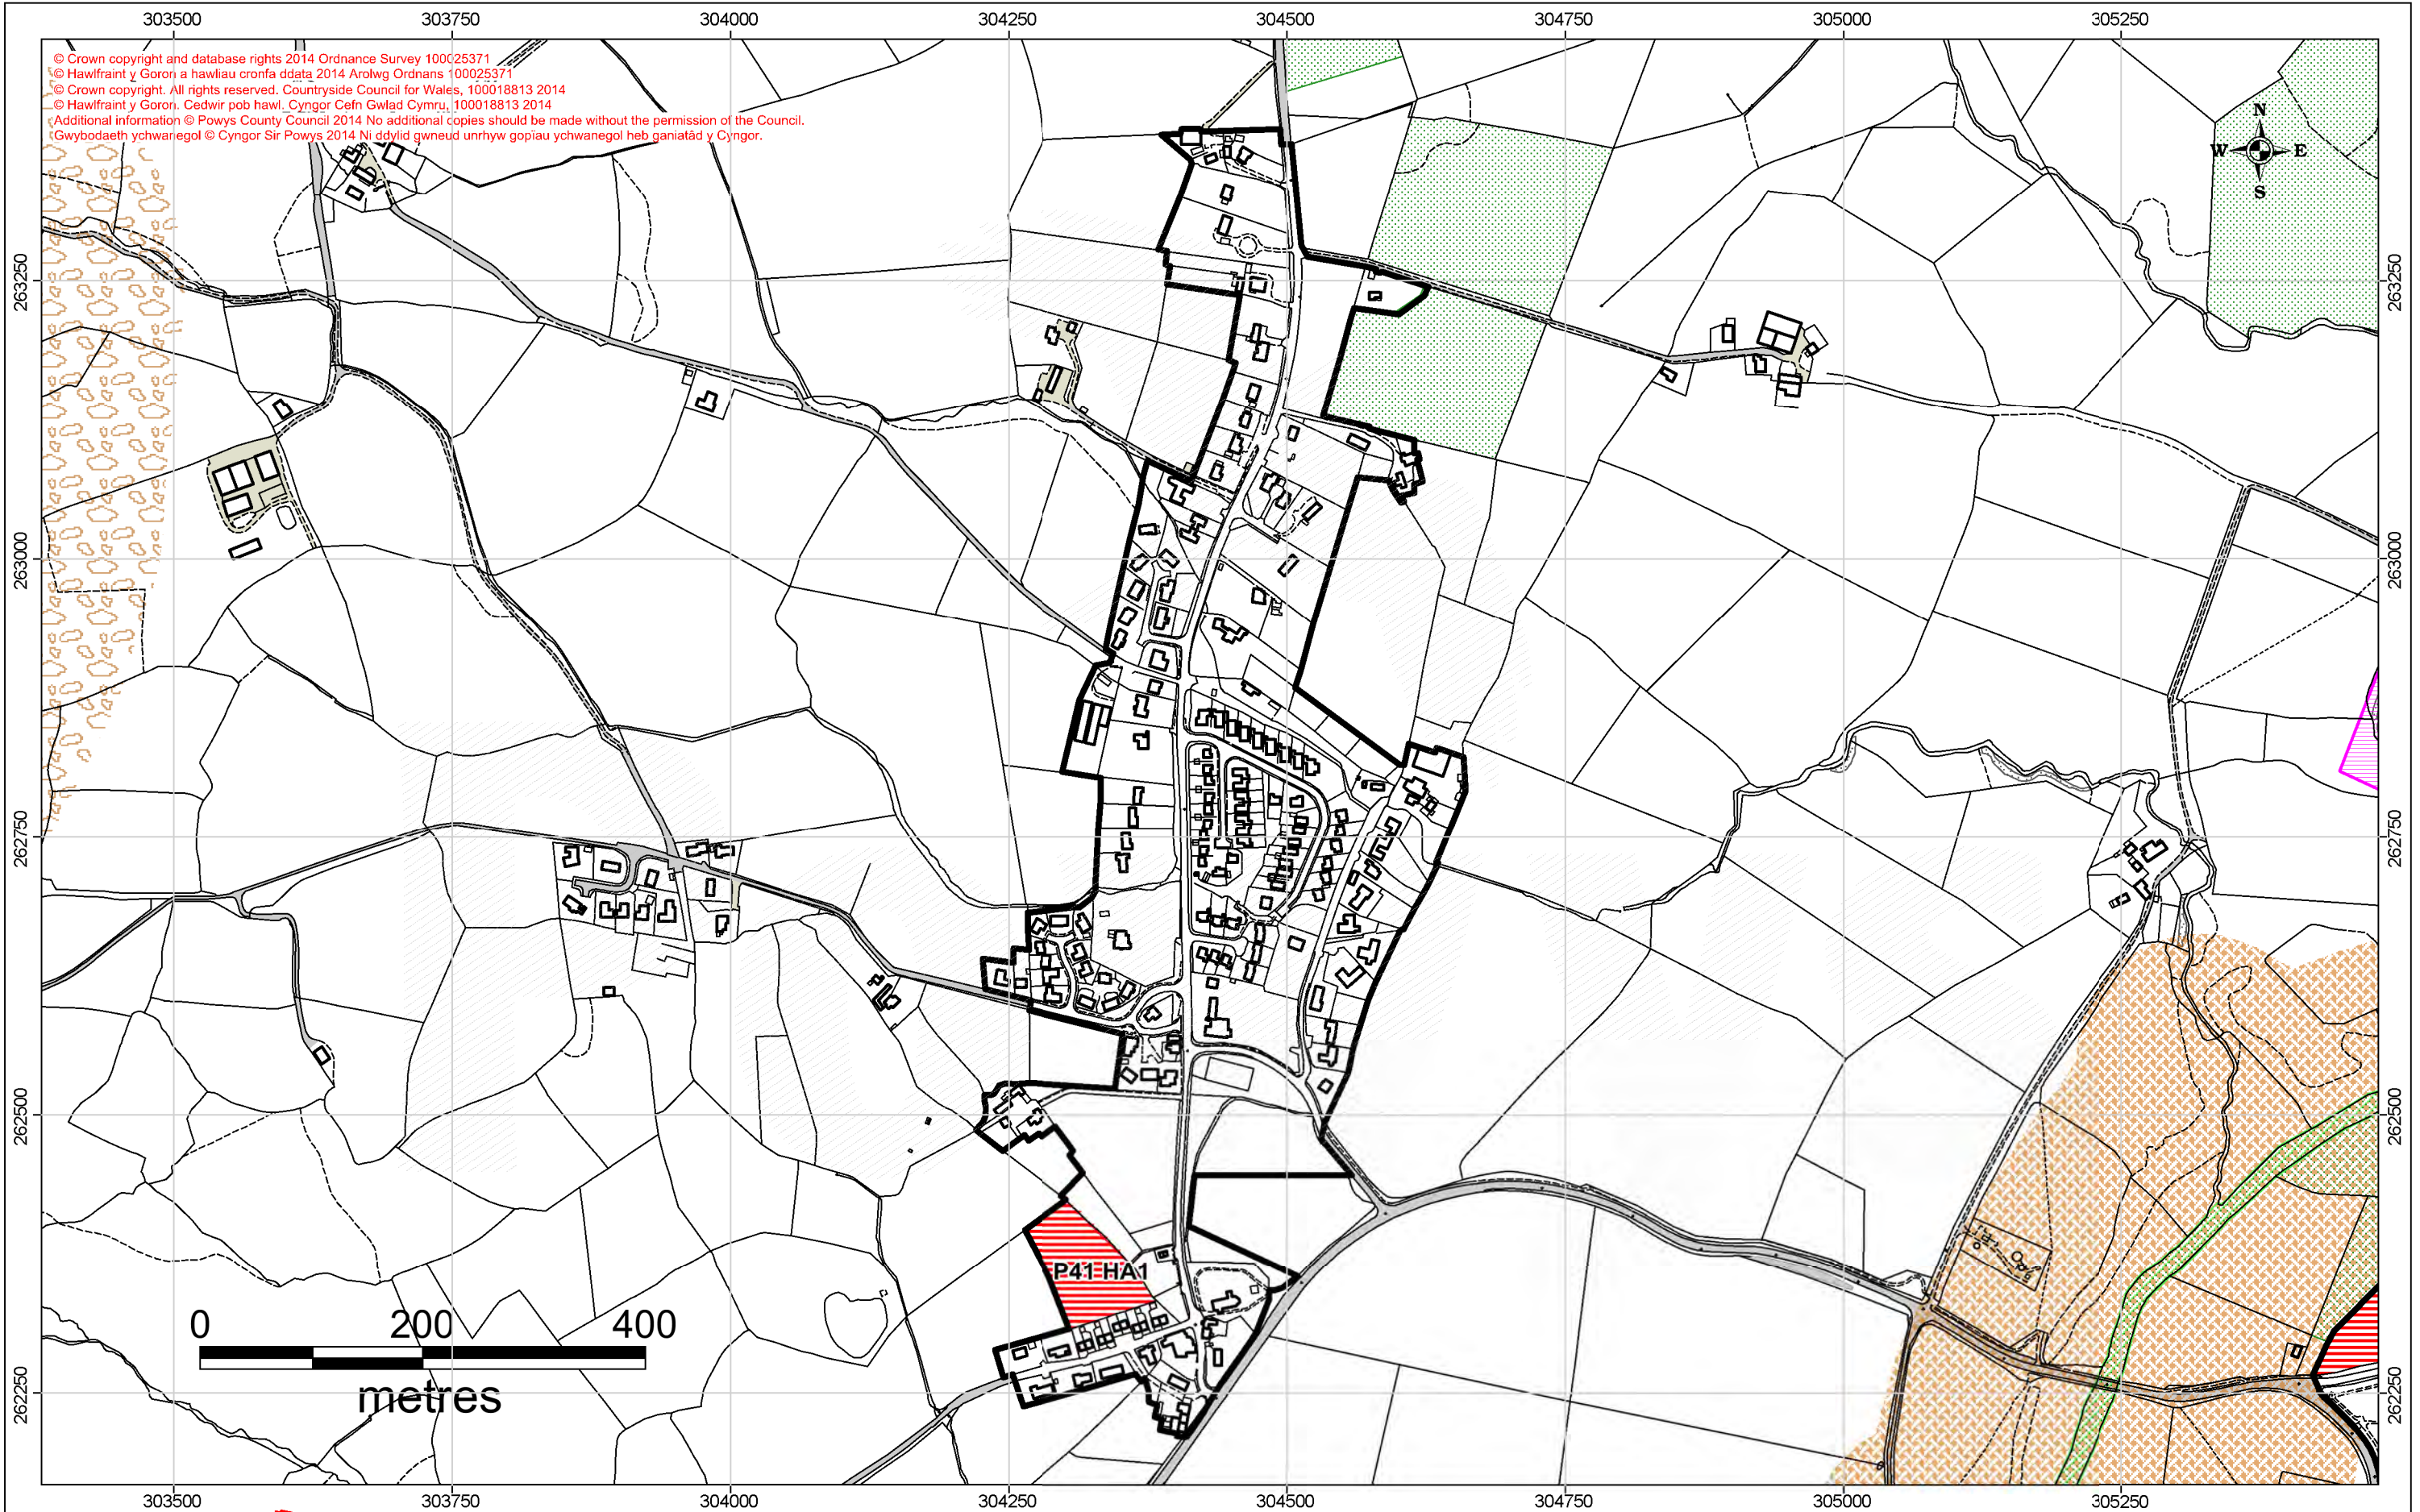 303500 303750 304000 304250 304500 304750 305000 305250
© Crown copyright and database rights 2014 Ordnance Survey 100025371
© Hawlfraint y Goron a hawliau cronfa ddata 2014 Arolwg Ordnans 100025371
© Crown copyright. All rights reserved. Countryside Council for Wales, 100018813 2014
© Hawlfraint y Goron. Cedwir pob hawl. Cyngor Cefn Gwlad Cymru, 100018813 2014
Additional information © Powys County Council 2014 No additional copies should be made without the permission of the Council.
Gwybodaeth ychwanegol © Cyngor Sir Powys 2014 Ni ddylid gwneud unrhyw gopïau ychwanegol heb ganiatâd y Cyngor.
N
W E
S
263250 263250
263000 263000
262750 262750
262500 262500
P41 HA1
0 200 400
metres
262250 262250
303500 303750 304000 304250 304500 304750 305000 305250